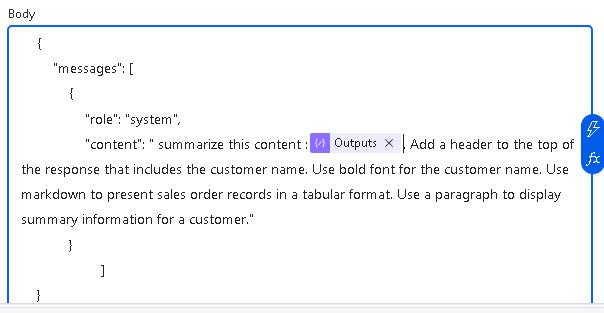 Body
{
"messages": [
{
"role": "system",
"content": " summarize this content : Outputs × . Add a header to the top of
the response that includes the customer name. Use bold font for the customer name. Use
markdown to present sales order records in a tabular format. Use a paragraph to display
summary information for a customer."
}
]
}
fx